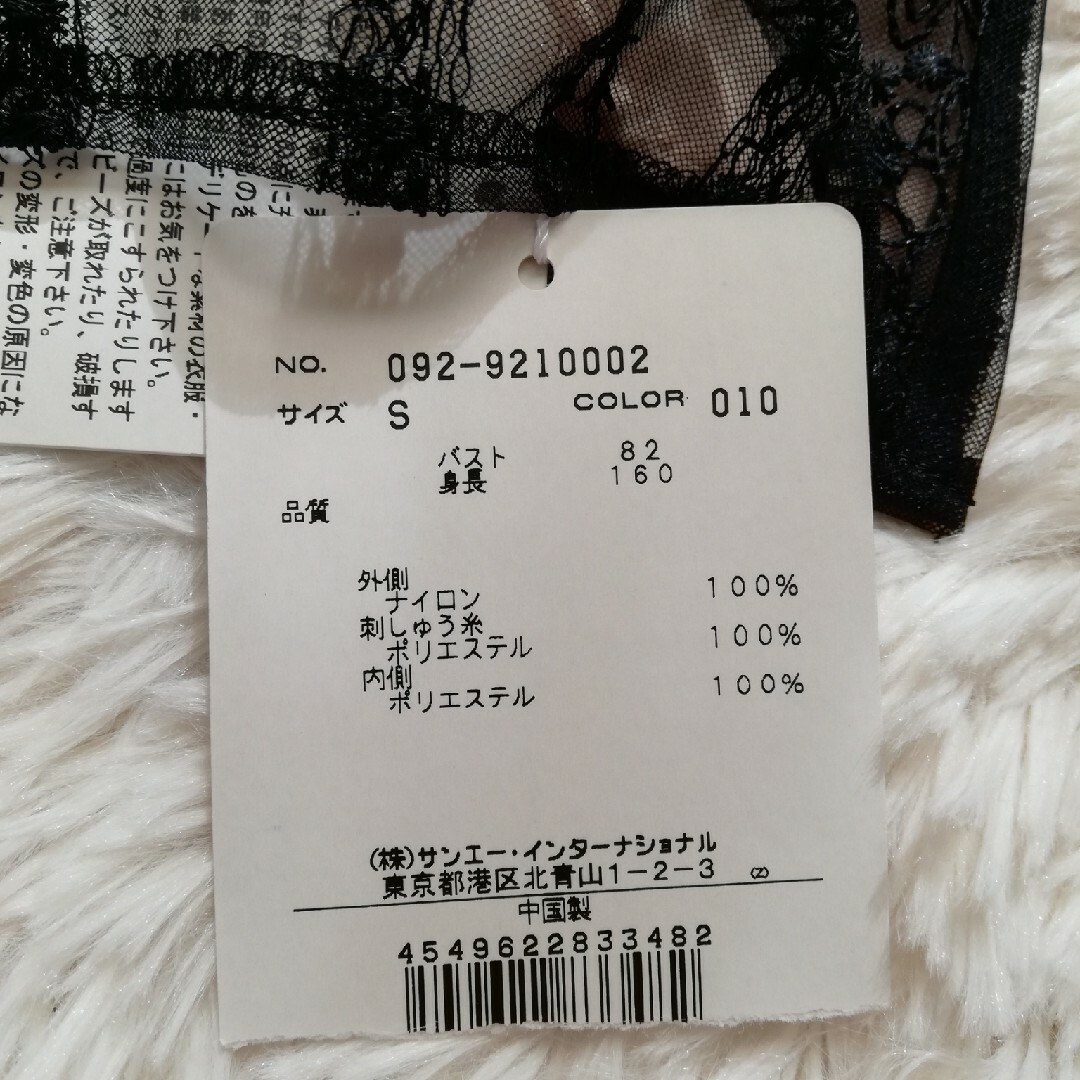 NO. 092-9210002
サイズ S COLOR 010
バスト 82
身長 160
品質
外側
ナイロン 100%
刺しゅう糸
ポリエステル 100%
内側
ポリエステル 100%
(株)サンエー・インターナショナル
東京都港区北青山1-2-3 (Z)
中国製
4549622833482
にはお気をつけ下さい。
過度にこすられたりします
ビーズが取れたり、破損す
で、ご注意下さい。
ズの変形・変色の原因にな